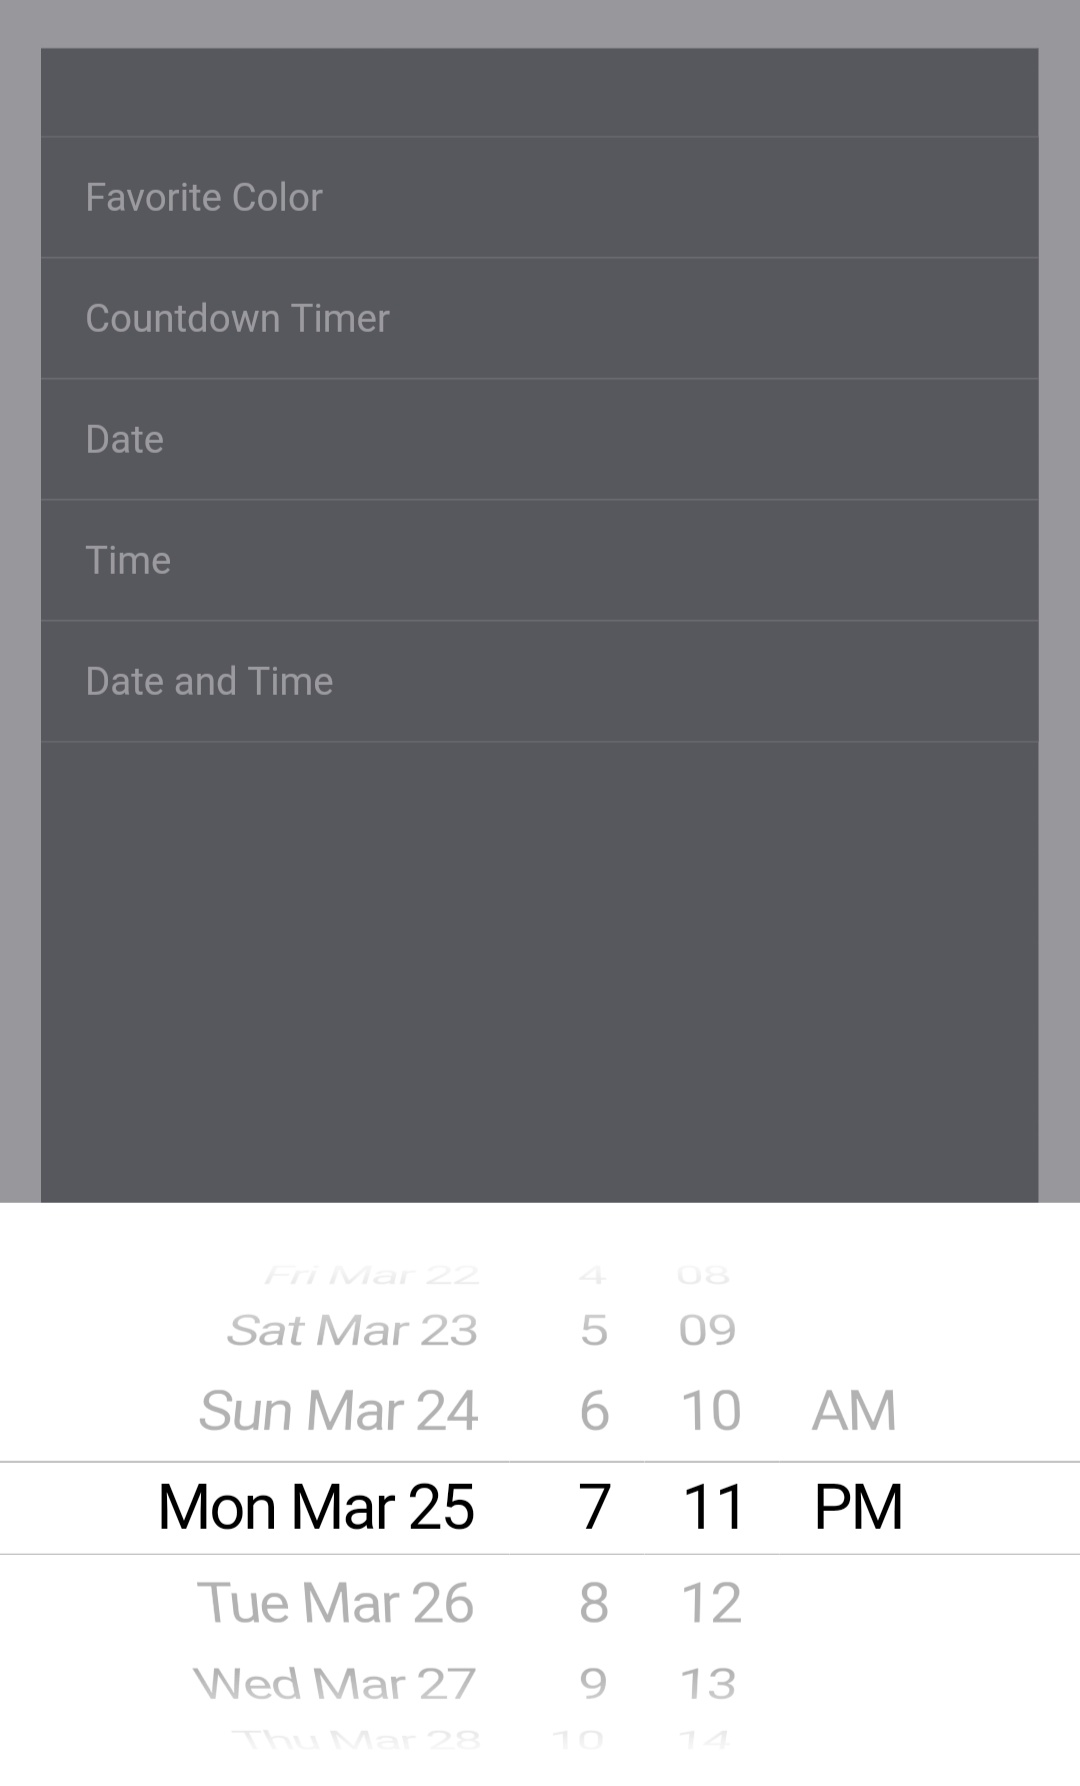 Favorite Color
Countdown Timer
Date
Time
Date and Time
Fri Mar 22 4 08
Sat Mar 23 5 09
Sun Mar 24 6 10 AM
Mon Mar 25 7 11 PM
Tue Mar 26 8 12
Wed Mar 27 9 13
Thu Mar 28 10 14